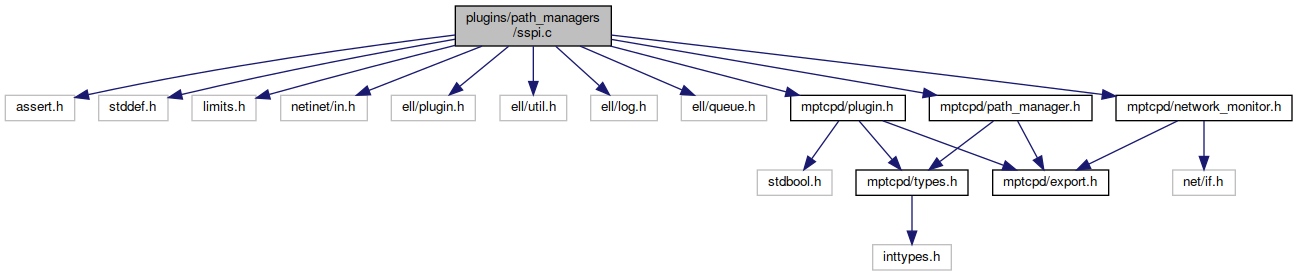 plugins/path_managers
/sspi.c
assert.h
stddef.h
limits.h
netinet/in.h
ell/plugin.h
ell/util.h
ell/log.h
ell/queue.h
mptcpd/plugin.h
mptcpd/path_manager.h
mptcpd/network_monitor.h
stdbool.h
mptcpd/types.h
mptcpd/export.h
net/if.h
inttypes.h